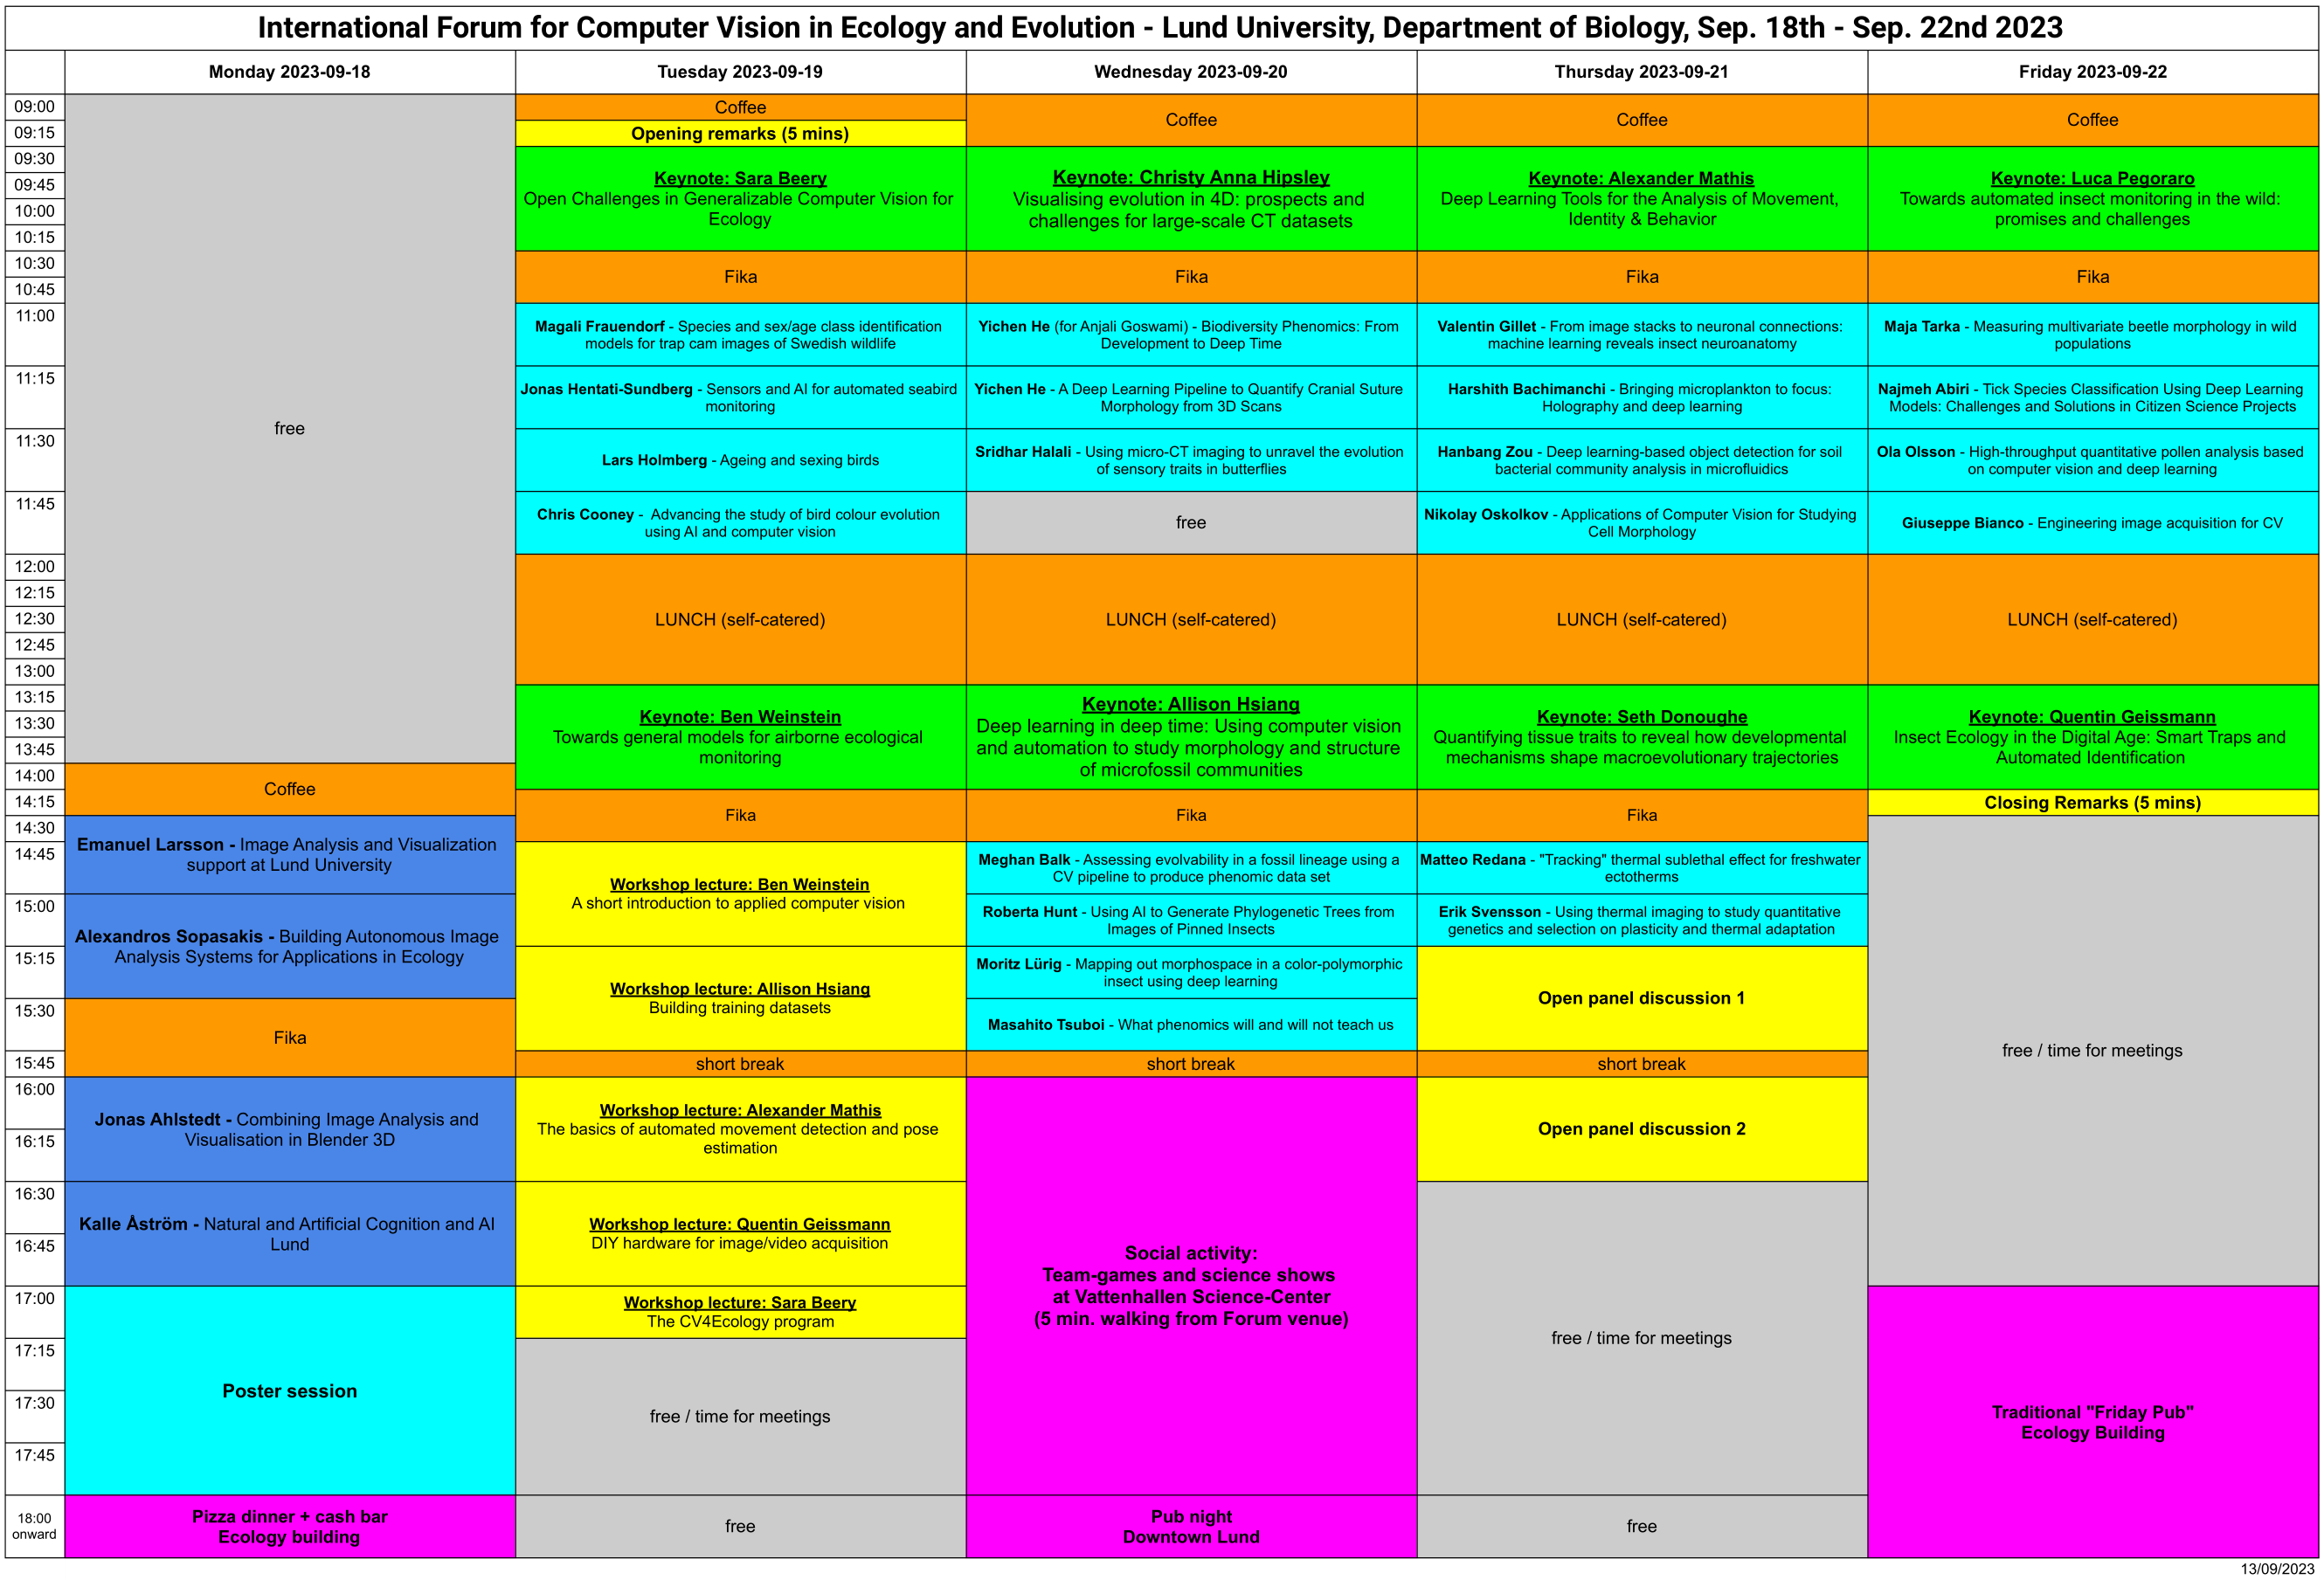 International Forum for Computer Vision in Ecology and Evolution - Lund University, Department of Biology, Sep. 18th - Sep. 22nd 2023
Monday 2023-09-18
Tuesday 2023-09-19
Wednesday 2023-09-20
Thursday 2023-09-21
Friday 2023-09-22
09:00
09:15
09:30
09:45
10:00
10:15
10:30
10:45
11:00
11:15
11:30
11:45
12:00
12:15
12:30
12:45
13:00
13:15
13:30
13:45
14:00
14:15
14:30
14:45
15:00
15:15
15:30
15:45
16:00
16:15
16:30
16:45
17:00
17:15
17:30
17:45
18:00
onward
free
Coffee
Emanuel Larsson - Image Analysis and Visualization
support at Lund University
Alexandros Sopasakis - Building Autonomous Image
Analysis Systems for Applications in Ecology
Fika
Jonas Ahlstedt - Combining Image Analysis and
Visualisation in Blender 3D
Kalle Åström - Natural and Artificial Cognition and AI
Lund
Poster session
Pizza dinner + cash bar
Ecology building
Coffee
Opening remarks (5 mins)
Keynote: Sara Beery
Open Challenges in Generalizable Computer Vision for
Ecology
Fika
Magali Frauendorf - Species and sex/age class identification
models for trap cam images of Swedish wildlife
Jonas Hentati-Sundberg - Sensors and AI for automated seabird
monitoring
Lars Holmberg - Ageing and sexing birds
Chris Cooney - Advancing the study of bird colour evolution
using AI and computer vision
LUNCH (self-catered)
Keynote: Ben Weinstein
Towards general models for airborne ecological
monitoring
Fika
Workshop lecture: Ben Weinstein
A short introduction to applied computer vision
Workshop lecture: Allison Hsiang
Building training datasets
short break
Workshop lecture: Alexander Mathis
The basics of automated movement detection and pose
estimation
Workshop lecture: Quentin Geissmann
DIY hardware for image/video acquisition
Workshop lecture: Sara Beery
The CV4Ecology program
free / time for meetings
free
Coffee
Keynote: Christy Anna Hipsley
Visualising evolution in 4D: prospects and
challenges for large-scale CT datasets
Fika
Yichen He (for Anjali Goswami) - Biodiversity Phenomics: From
Development to Deep Time
Yichen He - A Deep Learning Pipeline to Quantify Cranial Suture
Morphology from 3D Scans
Sridhar Halali - Using micro-CT imaging to unravel the evolution
of sensory traits in butterflies
free
LUNCH (self-catered)
Keynote: Allison Hsiang
Deep learning in deep time: Using computer vision
and automation to study morphology and structure
of microfossil communities
Fika
Meghan Balk - Assessing evolvability in a fossil lineage using a
CV pipeline to produce phenomic data set
Roberta Hunt - Using AI to Generate Phylogenetic Trees from
Images of Pinned Insects
Moritz Lürig - Mapping out morphospace in a color-polymorphic
insect using deep learning
Masahito Tsuboi - What phenomics will and will not teach us
short break
Social activity:
Team-games and science shows
at Vattenhallen Science-Center
(5 min. walking from Forum venue)
Pub night
Downtown Lund
Coffee
Keynote: Alexander Mathis
Deep Learning Tools for the Analysis of Movement,
Identity & Behavior
Fika
Valentin Gillet - From image stacks to neuronal connections:
machine learning reveals insect neuroanatomy
Harshith Bachimanchi - Bringing microplankton to focus:
Holography and deep learning
Hanbang Zou - Deep learning-based object detection for soil
bacterial community analysis in microfluidics
Nikolay Oskolkov - Applications of Computer Vision for Studying
Cell Morphology
LUNCH (self-catered)
Keynote: Seth Donoughe
Quantifying tissue traits to reveal how developmental
mechanisms shape macroevolutionary trajectories
Fika
Matteo Redana - "Tracking" thermal sublethal effect for freshwater
ectotherms
Erik Svensson - Using thermal imaging to study quantitative
genetics and selection on plasticity and thermal adaptation
Open panel discussion 1
short break
Open panel discussion 2
free / time for meetings
free
Coffee
Keynote: Luca Pegoraro
Towards automated insect monitoring in the wild:
promises and challenges
Fika
Maja Tarka - Measuring multivariate beetle morphology in wild
populations
Najmeh Abiri - Tick Species Classification Using Deep Learning
Models: Challenges and Solutions in Citizen Science Projects
Ola Olsson - High-throughput quantitative pollen analysis based
on computer vision and deep learning
Giuseppe Bianco - Engineering image acquisition for CV
LUNCH (self-catered)
Keynote: Quentin Geissmann
Insect Ecology in the Digital Age: Smart Traps and
Automated Identification
Closing Remarks (5 mins)
free / time for meetings
Traditional "Friday Pub"
Ecology Building
13/09/2023